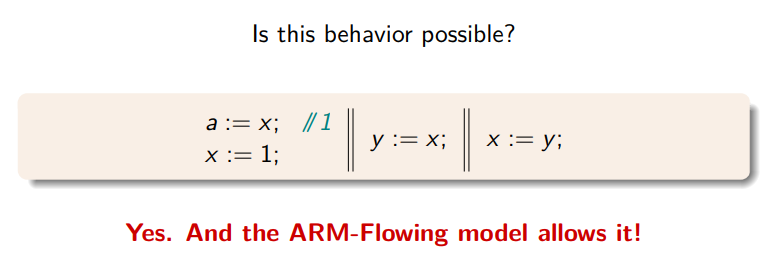 Is this behavior possible?
a := x; //1
x := 1;
y := x;
x := y;
Yes. And the ARM-Flowing model allows it!